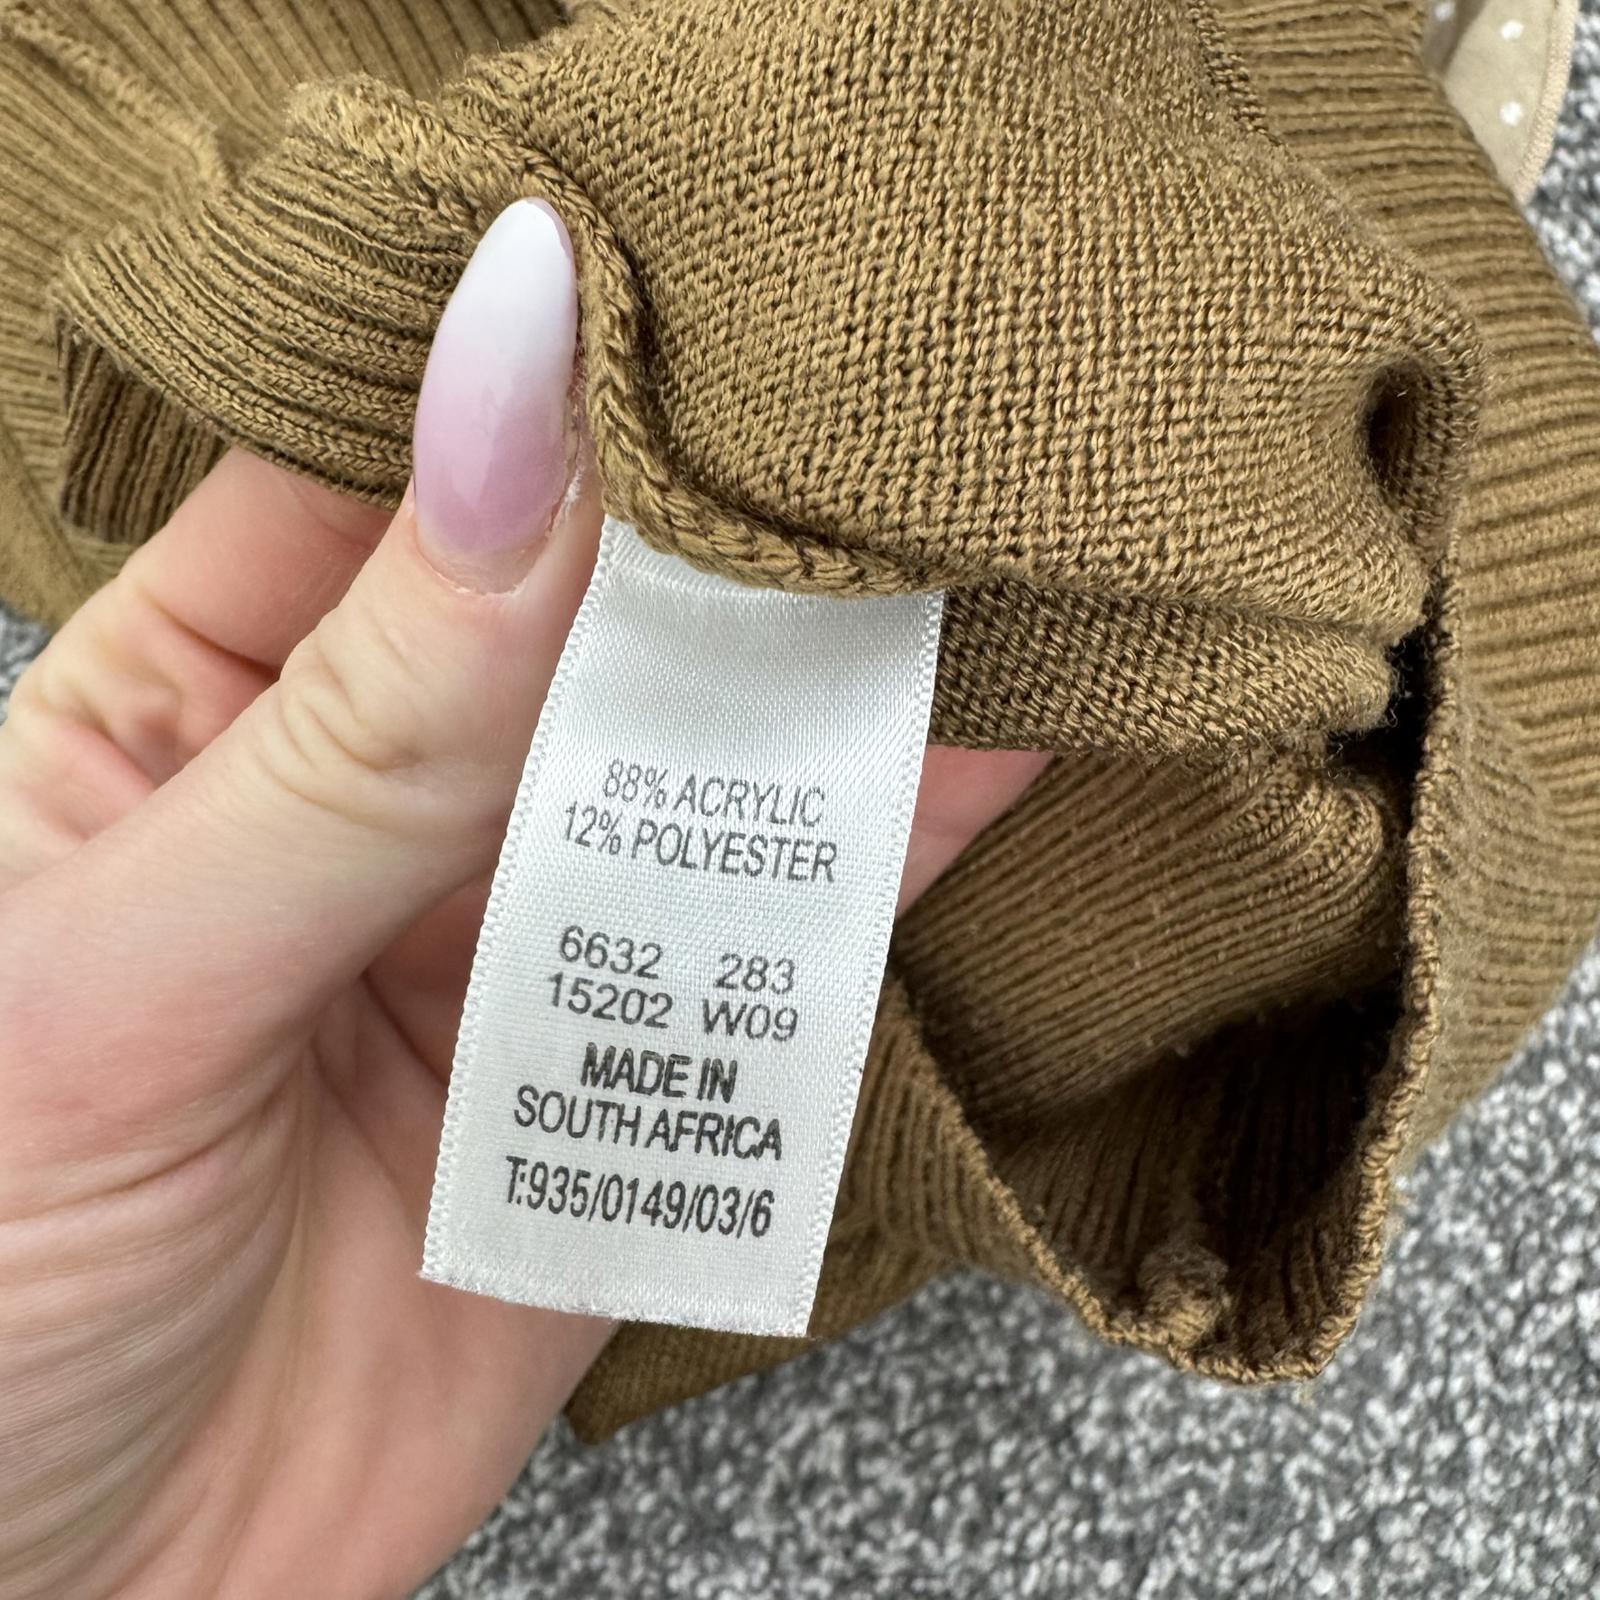 88% ACRYLIC
12% POLYESTER
6632 283
15202 W09
MADE IN
SOUTH AFRICA
T:935/0149/03/6